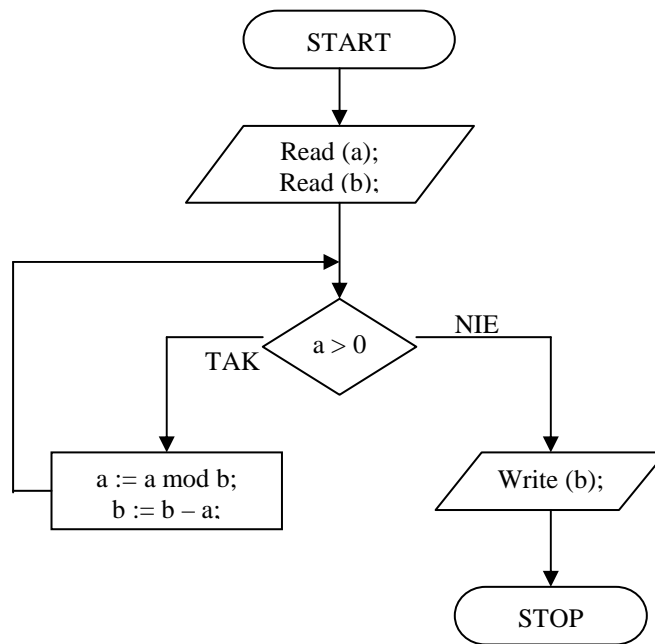 START
Read (a);
Read (b);
a > 0
TAK
NIE
a := a mod b;
b := b – a;
Write (b);
STOP